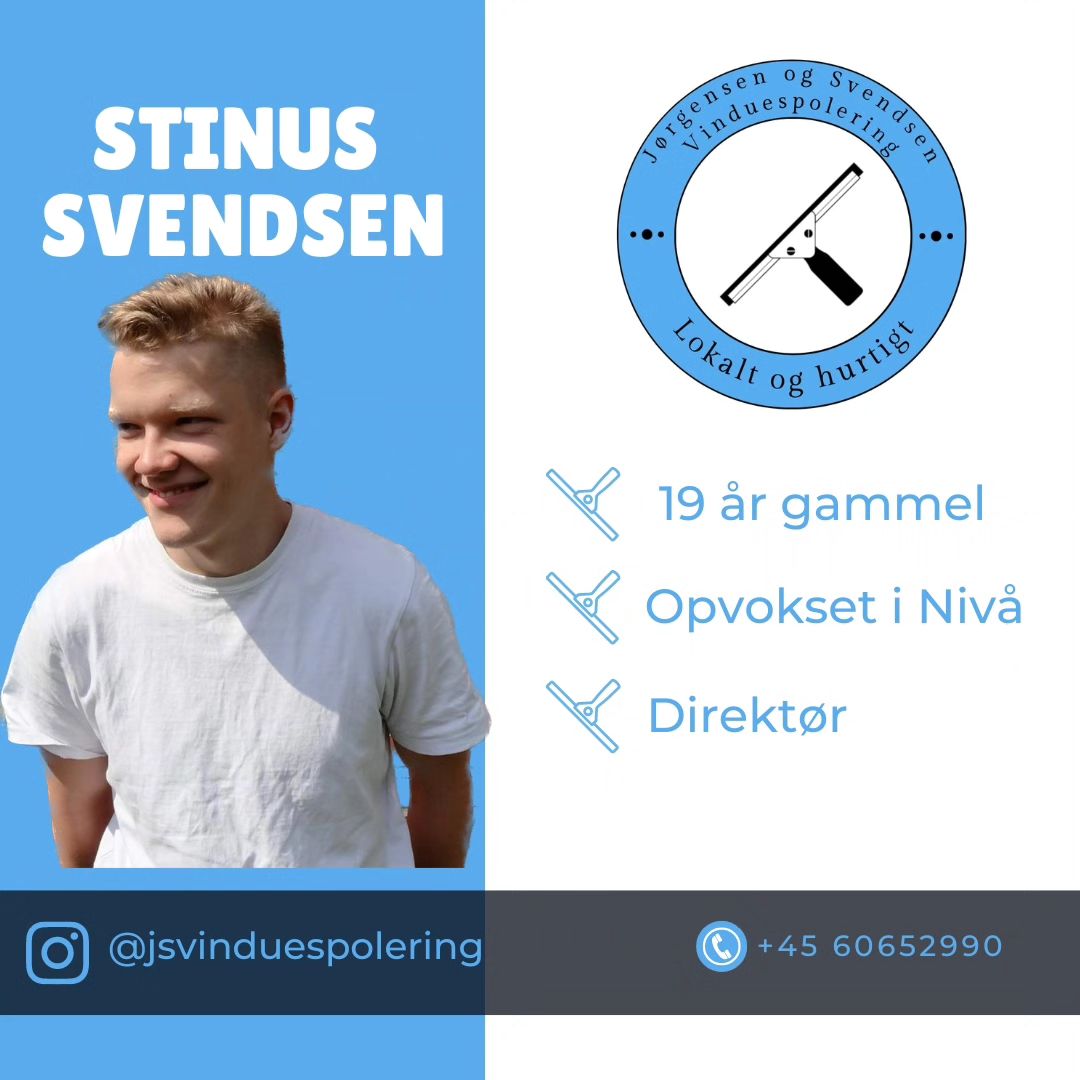 STINUS
SVENDSEN
Jørgensen og Svendsen
Vinduespolering
Lokalt og hurtigt
19 år gammel
Opvokset i Nivå
Direktør
@jsvinduespolering
+45 60652990